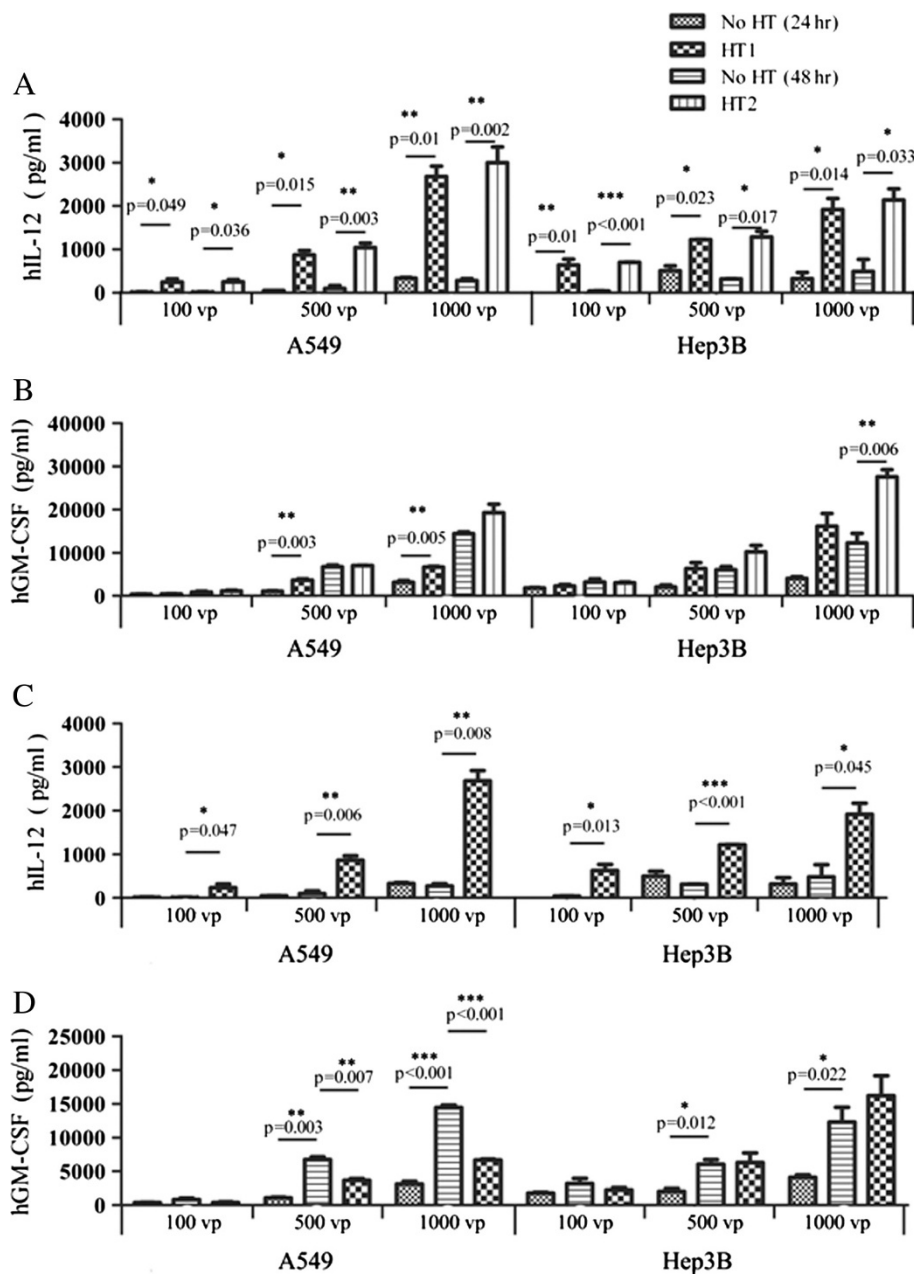 No HT (24 hr)
HT1
No HT (48 hr)
HT2
A
hIL-12 ( pg/ml)
4000
3000
2000
1000
0
*
p=0.049
*
p=0.036
*
p=0.015
**
p=0.003
**
p=0.01
**
p=0.002
**
p=0.01
***
p<0.001
*
p=0.023
*
p=0.017
*
p=0.014
*
p=0.033
100 vp
500 vp
1000 vp
100 vp
500 vp
1000 vp
A549
Hep3B
B
hGM-CSF (pg/ml)
40000
30000
20000
10000
0
**
p=0.003
**
p=0.005
**
p=0.006
100 vp
500 vp
1000 vp
100 vp
500 vp
1000 vp
A549
Hep3B
C
hIL-12 ( pg/ml)
4000
3000
2000
1000
0
*
p=0.047
**
p=0.006
**
p=0.008
*
p=0.013
***
p<0.001
*
p=0.045
100 vp
500 vp
1000 vp
100 vp
500 vp
1000 vp
A549
Hep3B
D
hGM-CSF (pg/ml)
25000
20000
15000
10000
5000
0
**
p=0.003
**
p=0.007
***
p<0.001
***
p<0.001
*
p=0.012
*
p=0.022
100 vp
500 vp
1000 vp
100 vp
500 vp
1000 vp
A549
Hep3B